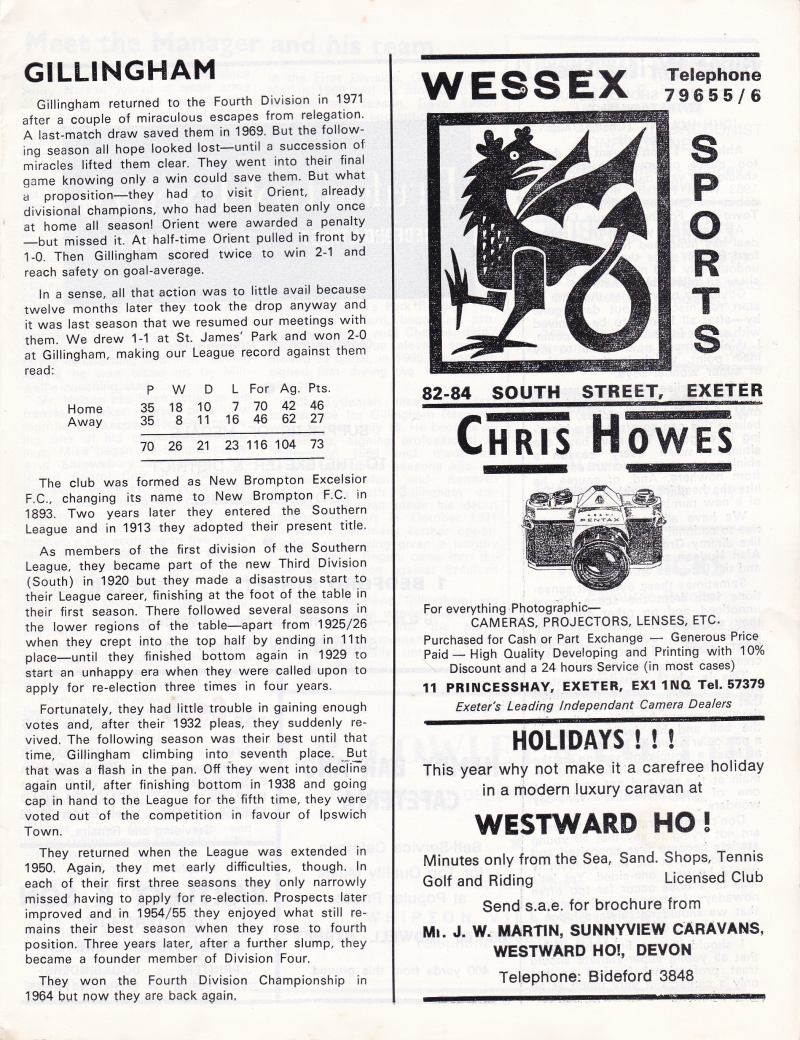 GILLINGHAM
Gillingham returned to the Fourth Division in 1971
after a couple of miraculous escapes from relegation.
A last-match draw saved them in 1969. But the follow-
ing season all hope looked lost—until a succession of
miracles lifted them clear. They went into their final
game knowing only a win could save them. But what
a proposition—they had to visit Orient, already
divisional champions, who had been beaten only once
at home all season! Orient were awarded a penalty
—but missed it. At half-time Orient pulled in front by
1-0. Then Gillingham scored twice to win 2-1 and
reach safety on goal-average.
In a sense, all that action was to little avail because
twelve months later they took the drop anyway and
it was last season that we resumed our meetings with
them. We drew 1-1 at St. James' Park and won 2-0
at Gillingham, making our League record against them
read:
P W D L For Ag. Pts.
Home 35 18 10 7 70 42 46
Away 35 8 11 16 46 62 27
70 26 21 23 116 104 73
The club was formed as New Brompton Excelsior
F.C., changing its name to New Brompton F.C. in
1893. Two years later they entered the Southern
League and in 1913 they adopted their present title.
As members of the first division of the Southern
League, they became part of the new Third Division
(South) in 1920 but they made a disastrous start to
their League career, finishing at the foot of the table in
their first season. There followed several seasons in
the lower regions of the table—apart from 1925/26
when they crept into the top half by ending in 11th
place—until they finished bottom again in 1929 to
start an unhappy era when they were called upon to
apply for re-election three times in four years.
Fortunately, they had little trouble in gaining enough
votes and, after their 1932 pleas, they suddenly re-
vived. The following season was their best until that
time, Gillingham climbing into seventh place. But
that was a flash in the pan. Off they went into decline
again until, after finishing bottom in 1938 and going
cap in hand to the League for the fifth time, they were
voted out of the competition in favour of Ipswich
Town.
They returned when the League was extended in
1950. Again, they met early difficulties, though. In
each of their first three seasons they only narrowly
missed having to apply for re-election. Prospects later
improved and in 1954/55 they enjoyed what still re-
mains their best season when they rose to fourth
position. Three years later, after a further slump, they
became a founder member of Division Four.
They won the Fourth Division Championship in
1964 but now they are back again.
WESSEX
Telephone
79655/6
SPORTS
82-84 SOUTH STREET, EXETER
CHRIS HOWES
PENTAX
For everything Photographic—
CAMERAS, PROJECTORS, LENSES, ETC.
Purchased for Cash or Part Exchange — Generous Price
Paid — High Quality Developing and Printing with 10%
Discount and a 24 hours Service (in most cases)
11 PRINCESSHAY, EXETER, EX1 1NQ Tel. 57379
Exeter's Leading Independant Camera Dealers
HOLIDAYS ! ! !
This year why not make it a carefree holiday
in a modern luxury caravan at
WESTWARD HO!
Minutes only from the Sea, Sand. Shops, Tennis
Golf and Riding Licensed Club
Send s.a.e. for brochure from
Mr. J. W. MARTIN, SUNNYVIEW CARAVANS,
WESTWARD HO!, DEVON
Telephone: Bideford 3848